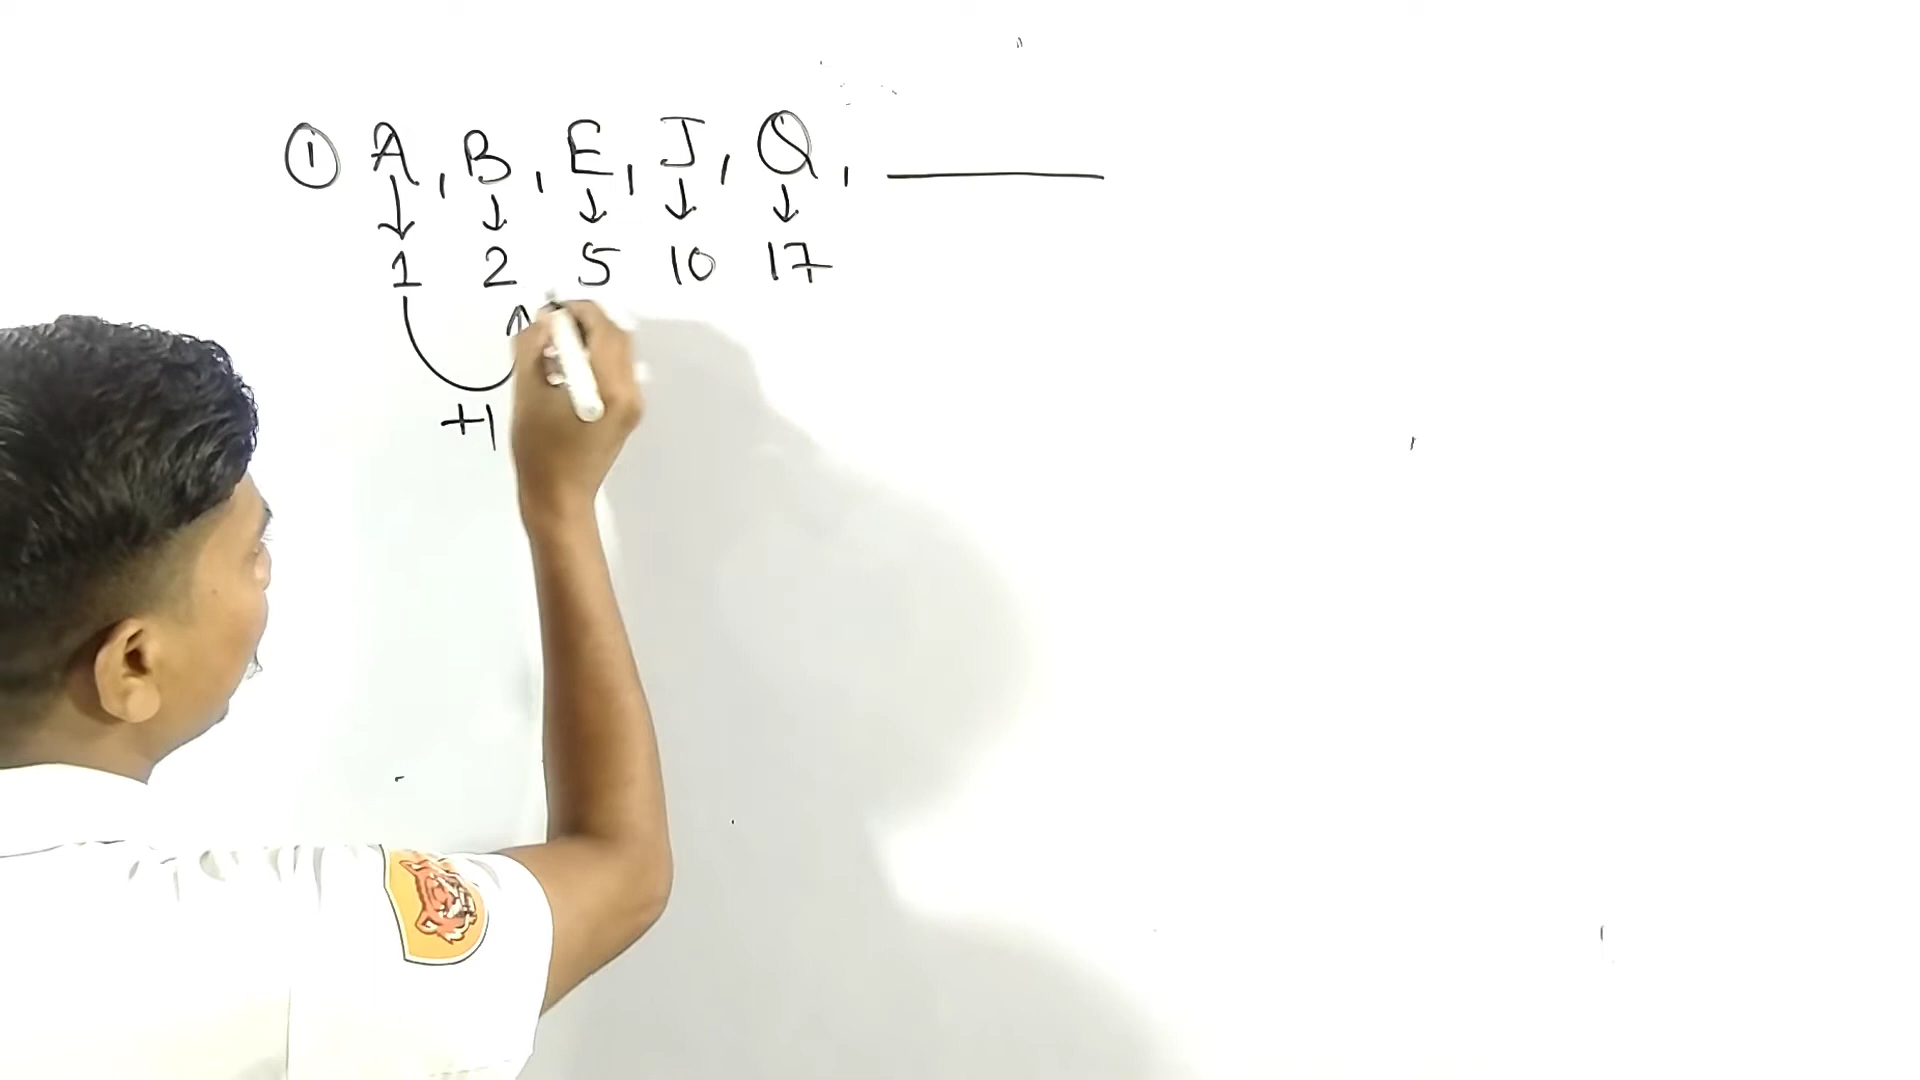 ① A, B, E, J, Q, ______
↓ ↓ ↓ ↓ ↓
1 2 5 10 17
+1